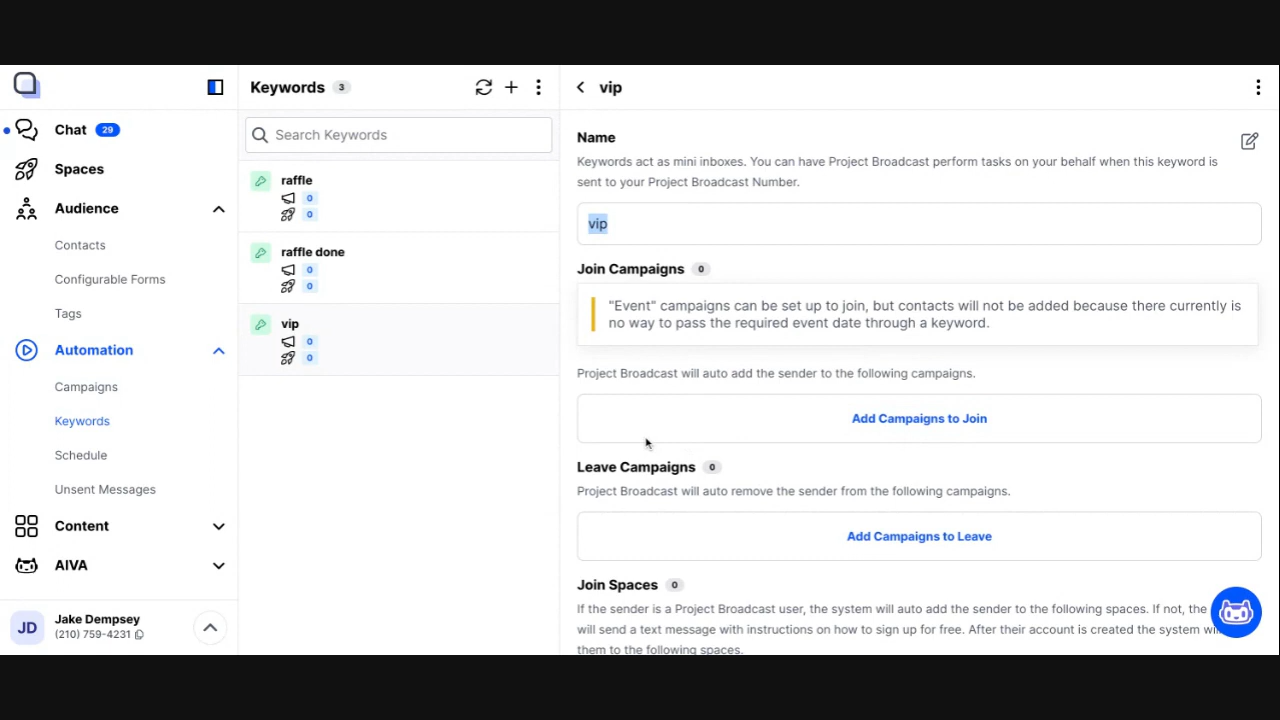 Chat 29
Spaces
Audience
Contacts
Configurable Forms
Tags
Automation
Campaigns
Keywords
Schedule
Unsent Messages
Content
AIVA
JD
Jake Dempsey
(210) 759-4231
Keywords 3
Search Keywords
raffle
0
0
raffle done
0
0
vip
0
0
vip
Name
Keywords act as mini inboxes. You can have Project Broadcast perform tasks on your behalf when this keyword is
sent to your Project Broadcast Number.
vip
Join Campaigns 0
"Event" campaigns can be set up to join, but contacts will not be added because there currently is
no way to pass the required event date through a keyword.
Project Broadcast will auto add the sender to the following campaigns.
Add Campaigns to Join
Leave Campaigns 0
Project Broadcast will auto remove the sender from the following campaigns.
Add Campaigns to Leave
Join Spaces 0
If the sender is a Project Broadcast user, the system will auto add the sender to the following spaces. If not, the
will send a text message with instructions on how to sign up for free. After their account is created the system
them to the following spaces.